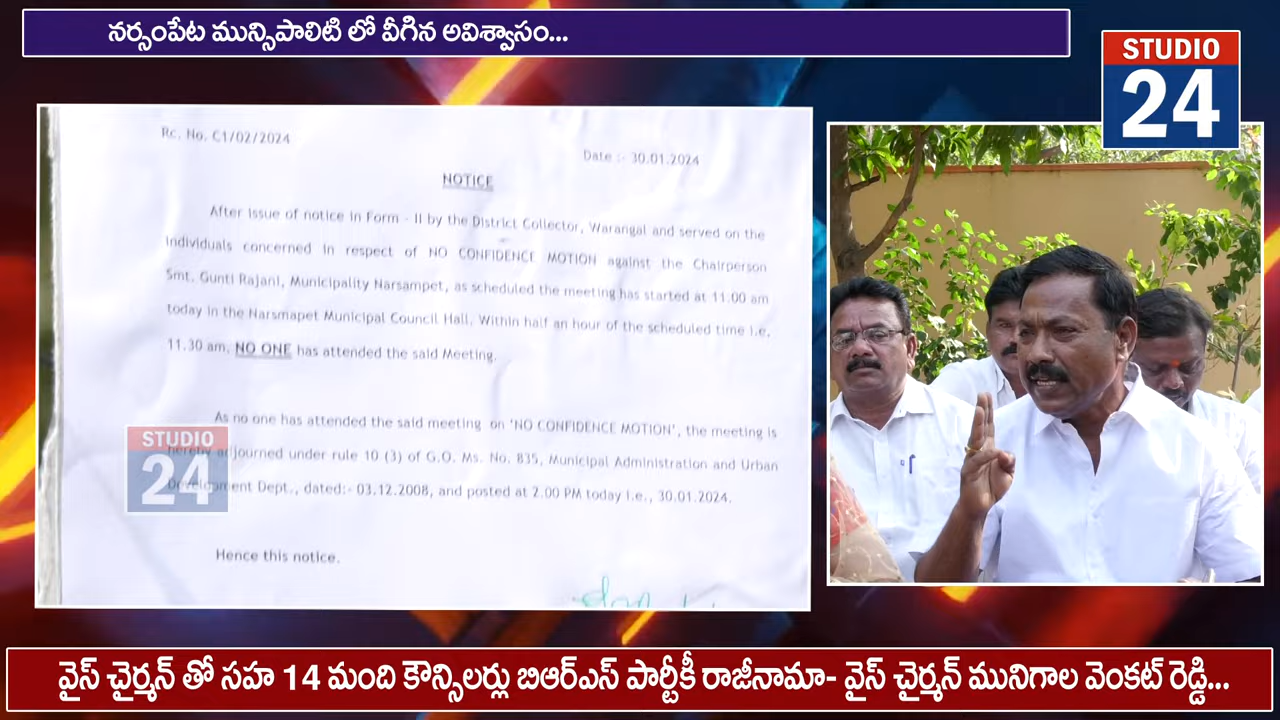 నర్సంపేట మున్సిపాలిటి లో వీగిన అవిశ్వాసం...
STUDIO
24
Rc. No. C1/02/2024
Date :- 30.01.2024
NOTICE
After issue of notice in Form - II by the District Collector, Warangal and served on the
individuals concerned in respect of NO CONFIDENCE MOTION against the Chairperson
Smt. Gunti Rajani, Municipality Narsampet, as scheduled the meeting has started at 11.00 am
today in the Narsmapet Municipal Council Hall. Within half an hour of the scheduled time i.e.
11.30 am, NO ONE has attended the said Meeting.
As no one has attended the said meeting on 'NO CONFIDENCE MOTION', the meeting is
hereby adjourned under rule 10 (3) of G.O. Ms. No. 835, Municipal Administration and Urban
Development Dept., dated:- 03.12.2008, and posted at 2.00 PM today i.e., 30.01.2024.
STUDIO
24
Hence this notice.
వైస్ చైర్మన్ తో సహ 14 మంది కౌన్సిలర్లు బిఆర్ఎస్ పార్టీకీ రాజీనామా- వైస్ చైర్మన్ మునిగాల వెంకట్ రెడ్డి...